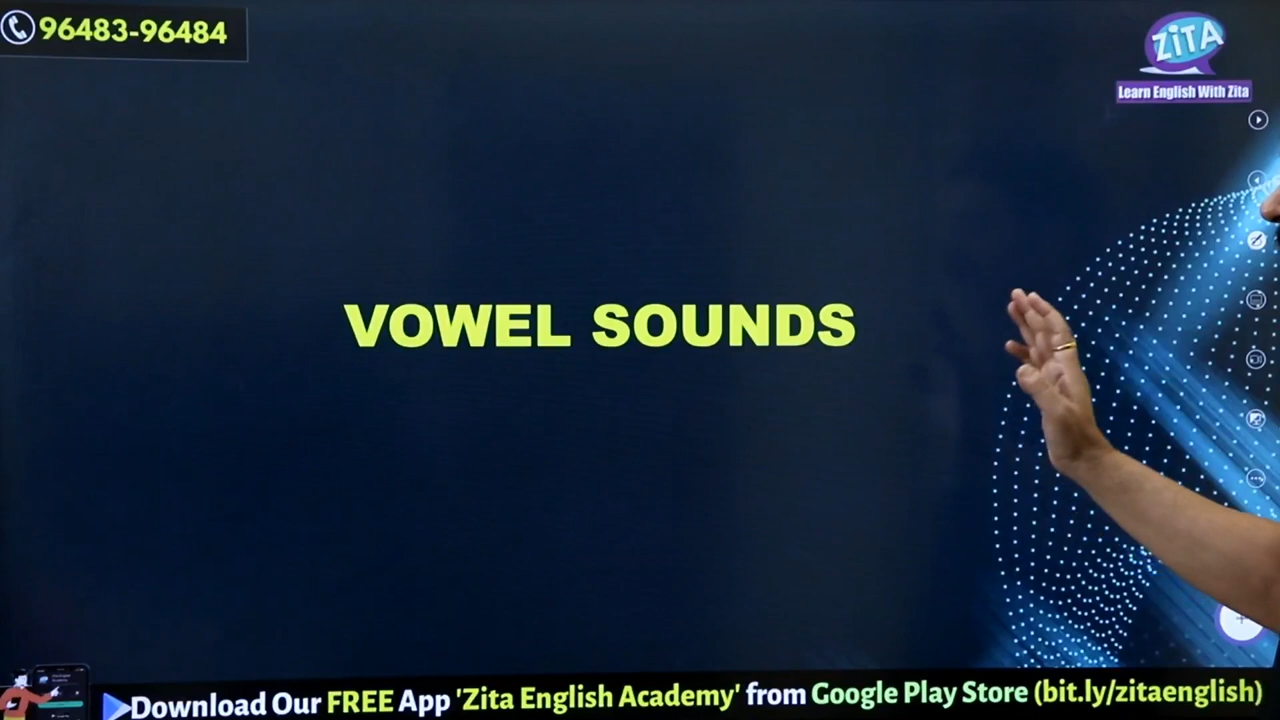 96483-96484
ZiTA
Learn English With Zita
VOWEL SOUNDS
Download Our FREE App 'Zita English Academy' from Google Play Store (bit.ly/zitaenglish)